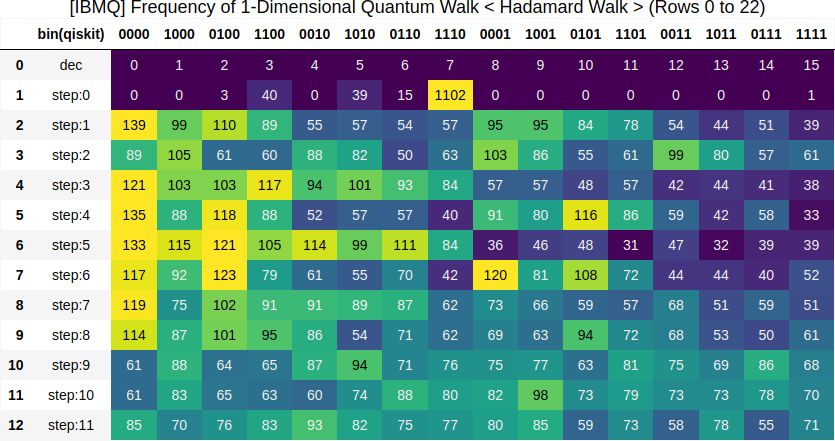 [IBMQ] Frequency of 1-Dimensional Quantum Walk < Hadamard Walk > (Rows 0 to 22)
bin(qiskit) 0000 1000 0100 1100 0010 1010 0110 1110 0001 1001 0101 1101 0011 1011 0111 1111
0 dec 0 1 2 3 4 5 6 7 8 9 10 11 12 13 14 15
1 step:0 0 0 3 40 0 39 15 1102 0 0 0 0 0 0 0 1
2 step:1 139 99 110 89 55 57 54 57 95 95 84 78 54 44 51 39
3 step:2 89 105 61 60 88 82 50 63 103 86 55 61 99 80 57 61
4 step:3 121 103 103 117 94 101 93 84 57 57 48 57 42 44 41 38
5 step:4 135 88 118 88 52 57 57 40 91 80 116 86 59 42 58 33
6 step:5 133 115 121 105 114 99 111 84 36 46 48 31 47 32 39 39
7 step:6 117 92 123 79 61 55 70 42 120 81 108 72 44 44 40 52
8 step:7 119 75 102 91 91 89 87 62 73 66 59 57 68 51 59 51
9 step:8 114 87 101 95 86 54 71 62 69 63 94 72 68 53 50 61
10 step:9 61 88 64 65 87 94 71 76 75 77 63 81 75 69 86 68
11 step:10 61 83 65 63 60 74 88 80 82 98 73 79 73 73 78 70
12 step:11 85 70 76 83 93 82 75 77 80 85 59 73 58 78 55 71